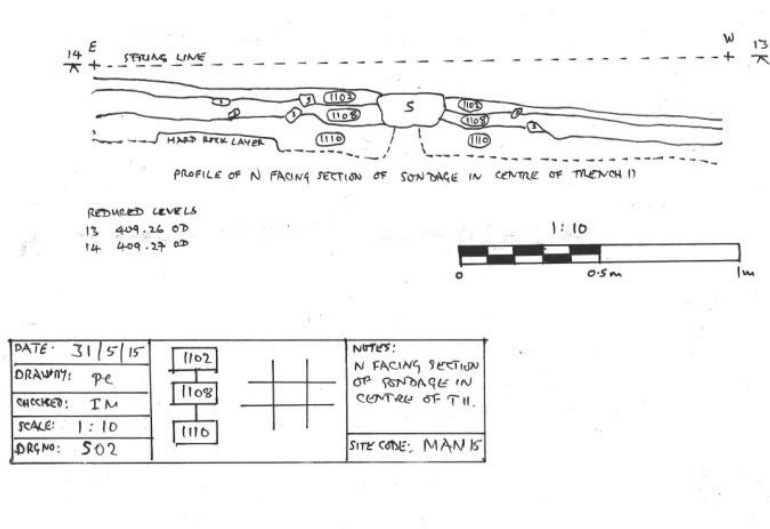 14 E STRING LINE W 13
1102 S 1102
1108 1108
HARD ROCK LAYER 1110 1110
PROFILE OF N FACING SECTION OF SONDAGE IN CENTRE OF TRENCH 11
REDUCED LEVELS
13 409.26 OD
14 409.27 OD
1:10
0 0.5m 1m
DATE: 31/5/15
DRAWN BY: PC
CHECKED: IM
SCALE: 1:10
DRG NO: S02
1102
1108
1110
NOTES:
N FACING SECTION
OF SONDAGE IN
CENTRE OF T11.
SITE CODE: MAN15